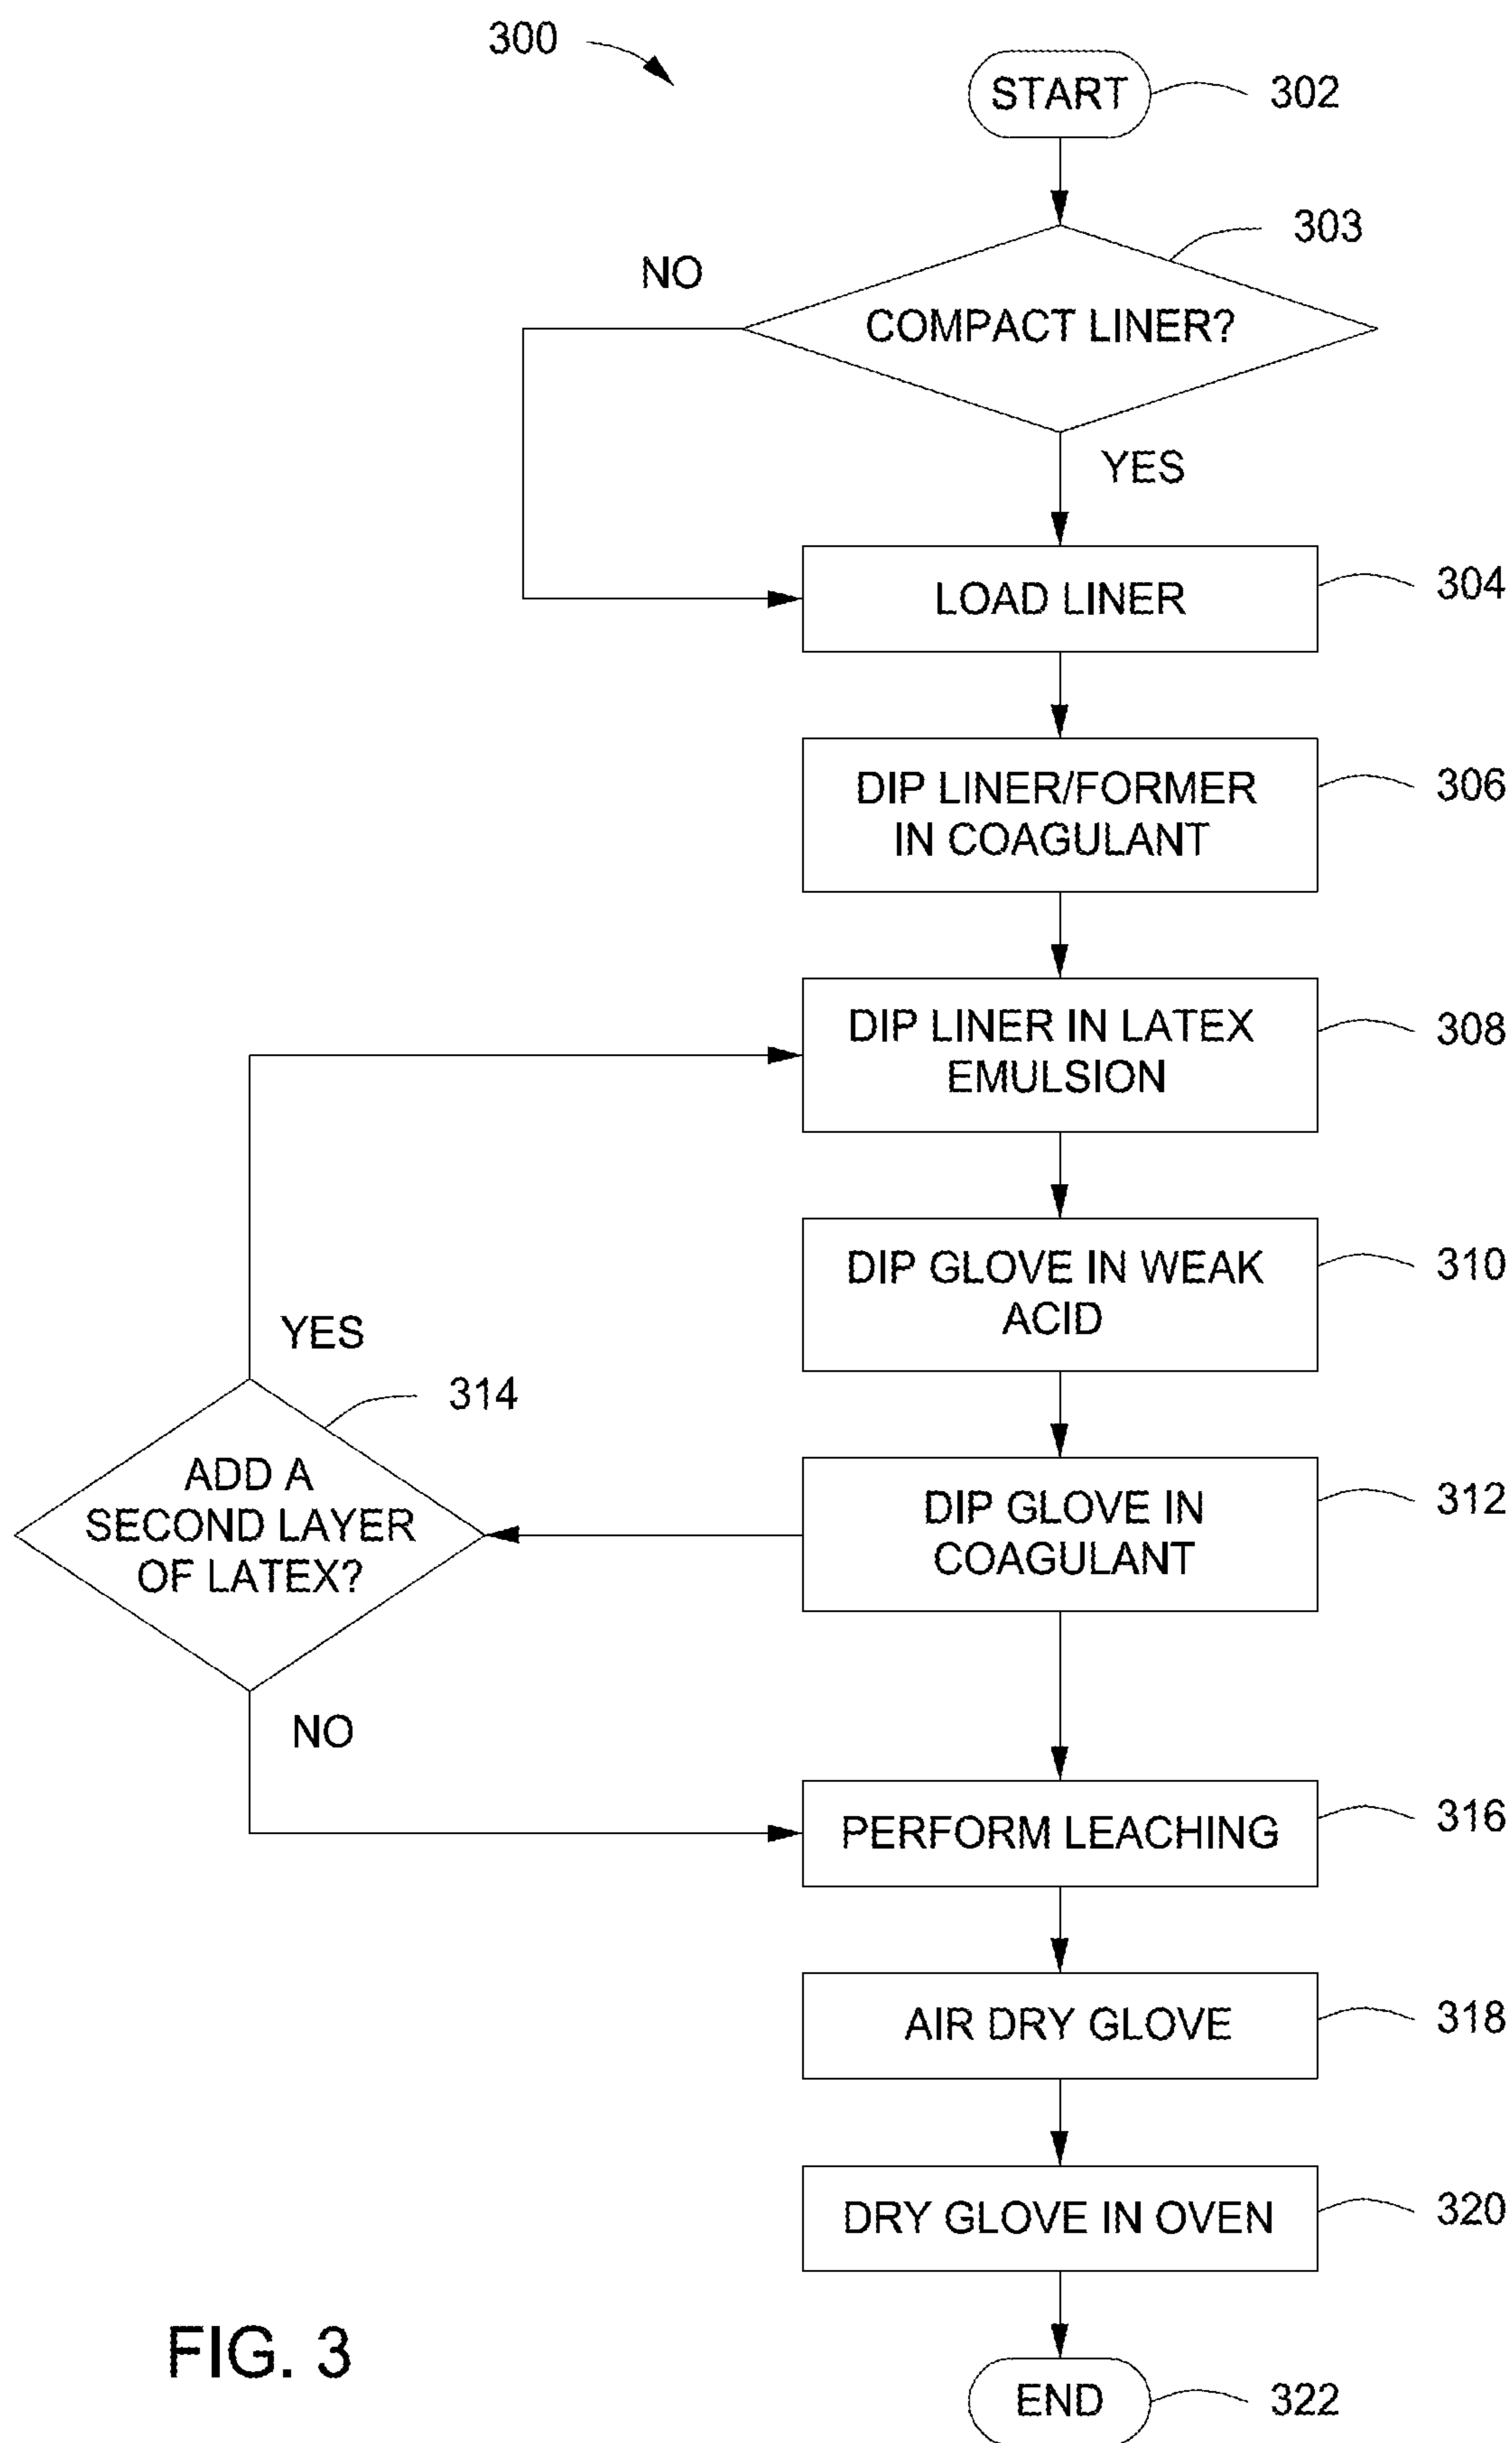 300
START
302
303
NO
COMPACT LINER?
YES
LOAD LINER
304
DIP LINER/FORMER
IN COAGULANT
306
DIP LINER IN LATEX
EMULSION
308
DIP GLOVE IN WEAK
ACID
310
YES
314
ADD A
SECOND LAYER
OF LATEX?
DIP GLOVE IN
COAGULANT
312
NO
PERFORM LEACHING
316
AIR DRY GLOVE
318
DRY GLOVE IN OVEN
320
FIG. 3
END
322